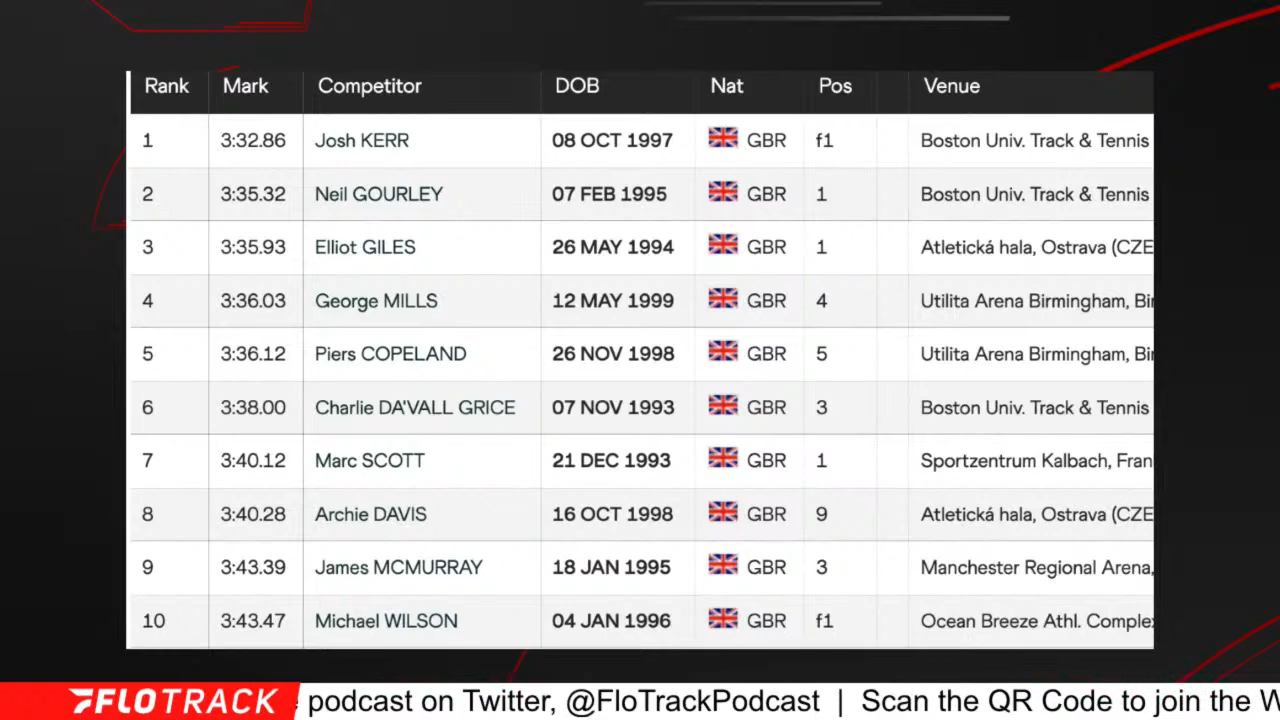 Rank Mark Competitor DOB Nat Pos Venue
1 3:32.86 Josh KERR 08 OCT 1997 GBR f1 Boston Univ. Track & Tennis
2 3:35.32 Neil GOURLEY 07 FEB 1995 GBR 1 Boston Univ. Track & Tennis
3 3:35.93 Elliot GILES 26 MAY 1994 GBR 1 Atletická hala, Ostrava (CZE
4 3:36.03 George MILLS 12 MAY 1999 GBR 4 Utilita Arena Birmingham, Bi
5 3:36.12 Piers COPELAND 26 NOV 1998 GBR 5 Utilita Arena Birmingham, Bi
6 3:38.00 Charlie DA'VALL GRICE 07 NOV 1993 GBR 3 Boston Univ. Track & Tennis
7 3:40.12 Marc SCOTT 21 DEC 1993 GBR 1 Sportzentrum Kalbach, Fran
8 3:40.28 Archie DAVIS 16 OCT 1998 GBR 9 Atletická hala, Ostrava (CZE
9 3:43.39 James MCMURRAY 18 JAN 1995 GBR 3 Manchester Regional Arena,
10 3:43.47 Michael WILSON 04 JAN 1996 GBR f1 Ocean Breeze Athl. Comple
FLOTRACK podcast on Twitter, @FloTrackPodcast | Scan the QR Code to join the